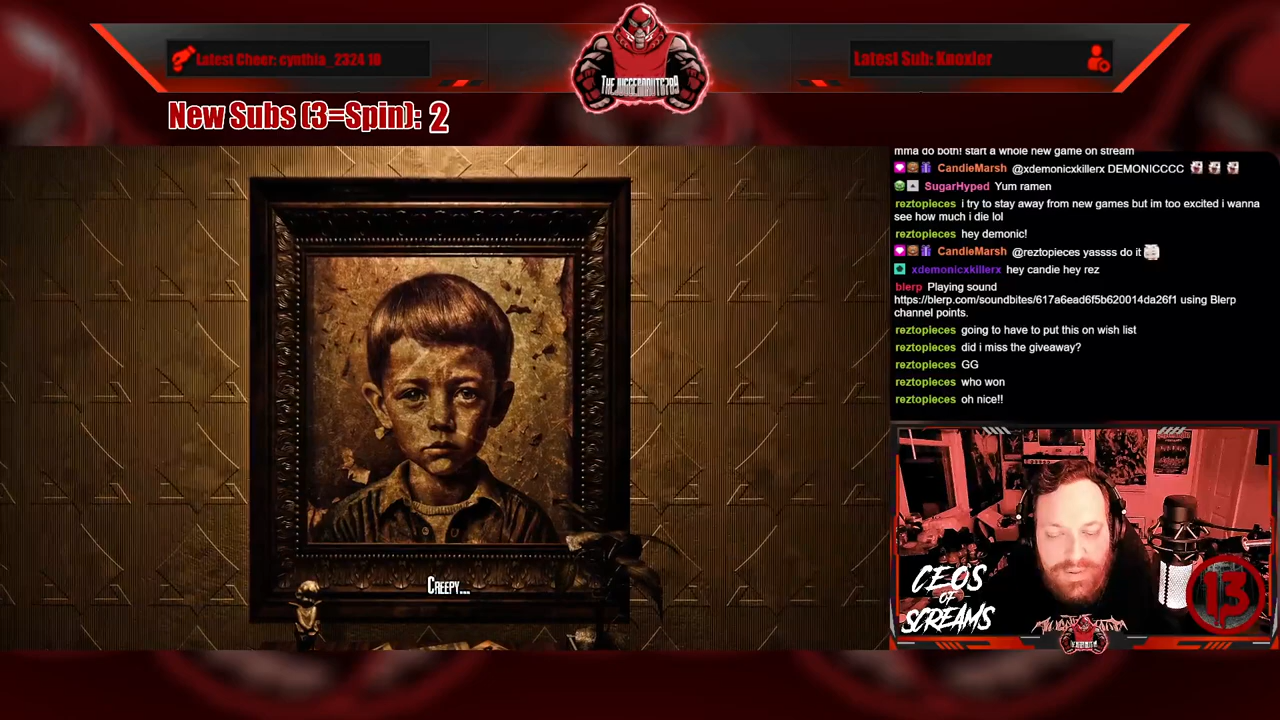 Latest Cheer: cynthia_2324 10
THEJUGGERNAUT6789
Latest Sub: Knoxler
New Subs (3=Spin): 2
mma do both! start a whole new game on stream
CandieMarsh @xdemonicxkillerx DEMONICCCC
SugarHyped Yum ramen
reztopieces i try to stay away from new games but im too excited i wanna
see how much i die lol
reztopieces hey demonic!
CandieMarsh @reztopieces yassss do it
xdemonicxkillerx hey candie hey rez
blerp Playing sound
https://blerp.com/soundbites/617a6ead6f5b620014da26f1 using Blerp
channel points.
reztopieces going to have to put this on wish list
reztopieces did i miss the giveaway?
reztopieces GG
reztopieces who won
reztopieces oh nice!!
Creepy...
CEOS
OF
SCREAMS
13